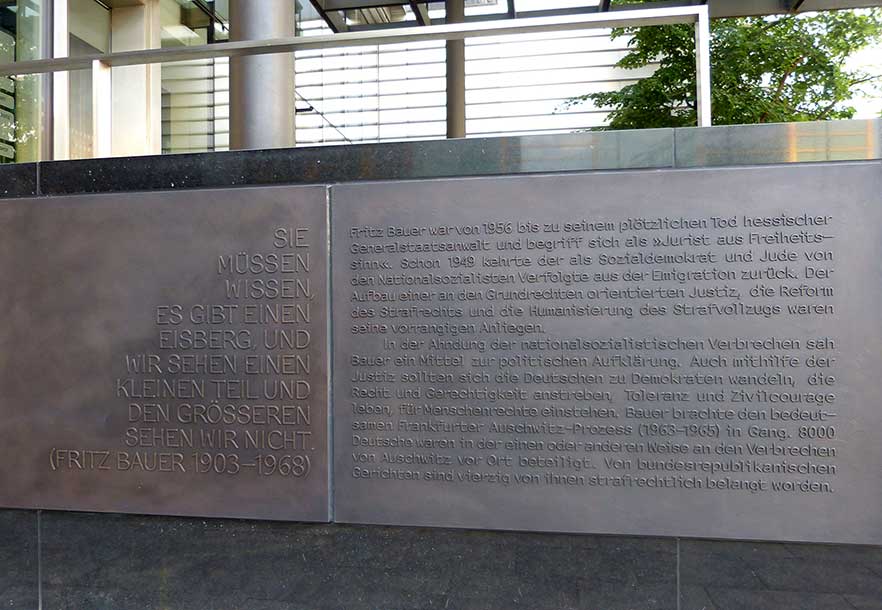 SIE
MÜSSEN
WISSEN,
ES GIBT EINEN
EISBERG, UND
WIR SEHEN EINEN
KLEINEN TEIL UND
DEN GRÖSSEREN
SEHEN WIR NICHT.
(FRITZ BAUER 1903–1968)
Fritz Bauer war von 1956 bis zu seinem plötzlichen Tod hessischer
Generalstaatsanwalt und begriff sich als »Jurist aus Freiheits–
sinn«. Schon 1949 kehrte der als Sozialdemokrat und Jude von
den Nationalsozialisten Verfolgte aus der Emigration zurück. Der
Aufbau einer an den Grundrechten orientierten Justiz, die Reform
des Strafrechts und die Humanisierung des Strafvollzugs waren
seine vorrangigen Anliegen.
In der Ahndung der nationalsozialistischen Verbrechen sah
Bauer ein Mittel zur politischen Aufklärung. Auch mithilfe der
Justiz sollten sich die Deutschen zu Demokraten wandeln, die
Recht und Gerechtigkeit anstreben, Toleranz und Zivilcourage
leben, für Menschenrechte einstehen. Bauer brachte den bedeut–
samen Frankfurter Auschwitz–Prozess (1963–1965) in Gang. 8000
Deutsche waren in der einen oder anderen Weise an den Verbrechen
von Auschwitz vor Ort beteiligt. Von bundesrepublikanischen
Gerichten sind vierzig von ihnen strafrechtlich belangt worden.